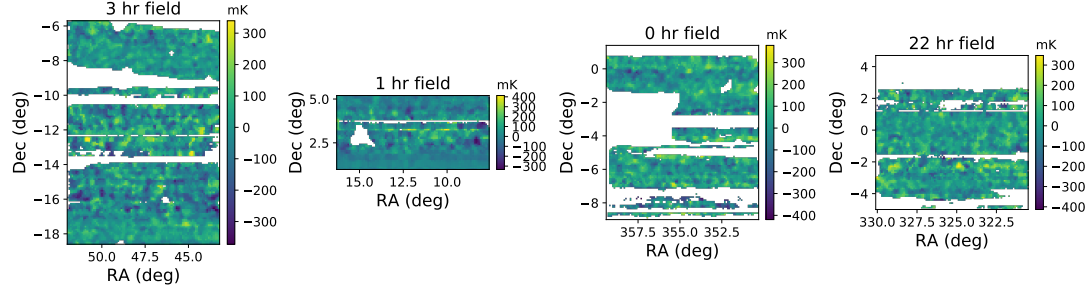 3 hr field
mK
−6
−8
−10
−12
−14
−16
−18
Dec (deg)
300
200
100
0
−100
−200
−300
50.0 47.5 45.0
RA (deg)
1 hr field
mK
5.0
2.5
Dec (deg)
400
300
200
100
0
−100
−200
−300
15.0 12.5 10.0
RA (deg)
0 hr field
mK
0
−2
−4
−6
−8
Dec (deg)
400
300
200
100
0
−100
−200
−300
−400
357.5 355.0 352.5
RA (deg)
22 hr field
mK
4
2
0
−2
−4
Dec (deg)
300
200
100
0
−100
−200
−300
−400
330.0 327.5 325.0 322.5
RA (deg)